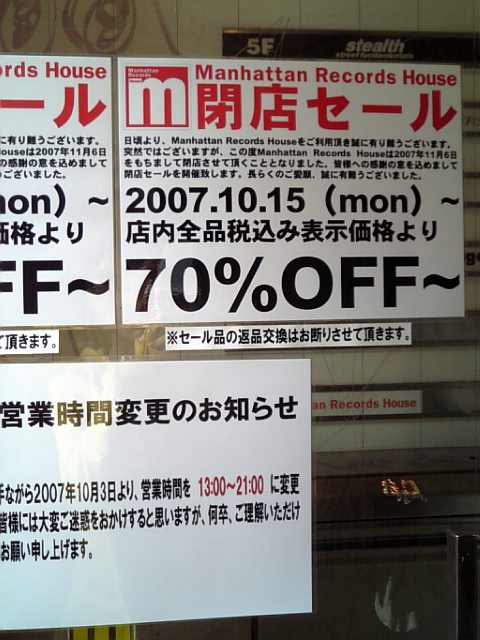 5F
stealth
street fundamentals
ords House
ール
に有り難うございます。
Houseは2007年11月6日
の感謝の意を込めまして
ございました。
mon）～
価格より
FF～
て頂きます。
Manhattan
Records
m
Manhattan Records House
閉店セール
日頃より、Manhattan Records Houseをご利用頂き誠に有り難うございます。
突然ではございますが、この度Manhattan Records Houseは2007年11月6日
をもちまして閉店させて頂くこととなりました。皆様への感謝の意を込めまして
閉店セールを開催致します。長らくのご愛顧、誠に有難うございました。
2007.10.15（mon）～
店内全品税込み表示価格より
70%OFF～
※セール品の返品交換はお断りさせて頂きます。
an Records House
営業時間変更のお知らせ
手ながら2007年10月3日より、営業時間を 13:00～21:00 に変更
皆様には大変ご迷惑をおかけすると思いますが、何卒、ご理解いただけ
お願い申し上げます。